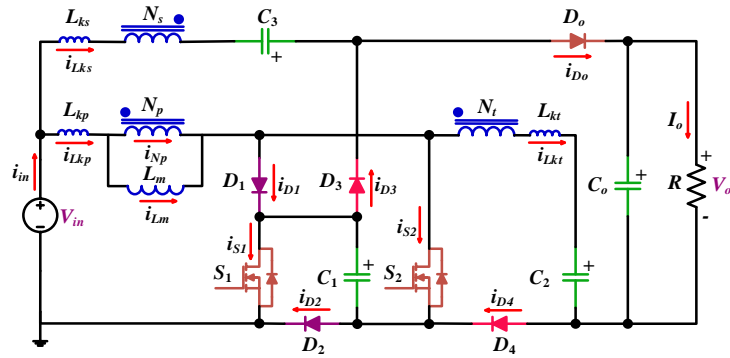 Lks Ns C3 Do
iLks + iDo
Lkp Np Nt Lkt Io
iLkp iNp iLkt
iin Lm D1 iD1 D3 iD3 Co + R + Vo
iLm
Vin iS1 iS2 -
S1 C1 + S2 C2 +
iD2 iD4
D2 D4